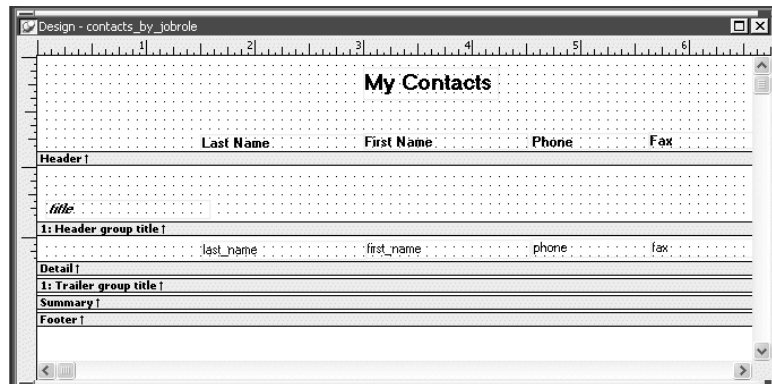 Design - contacts_by_jobrole
1 2 3 4 5 6
My Contacts
Last Name First Name Phone Fax
Header ↑
title
1: Header group title ↑
last_name first_name phone fax
Detail ↑
1: Trailer group title ↑
Summary ↑
Footer ↑